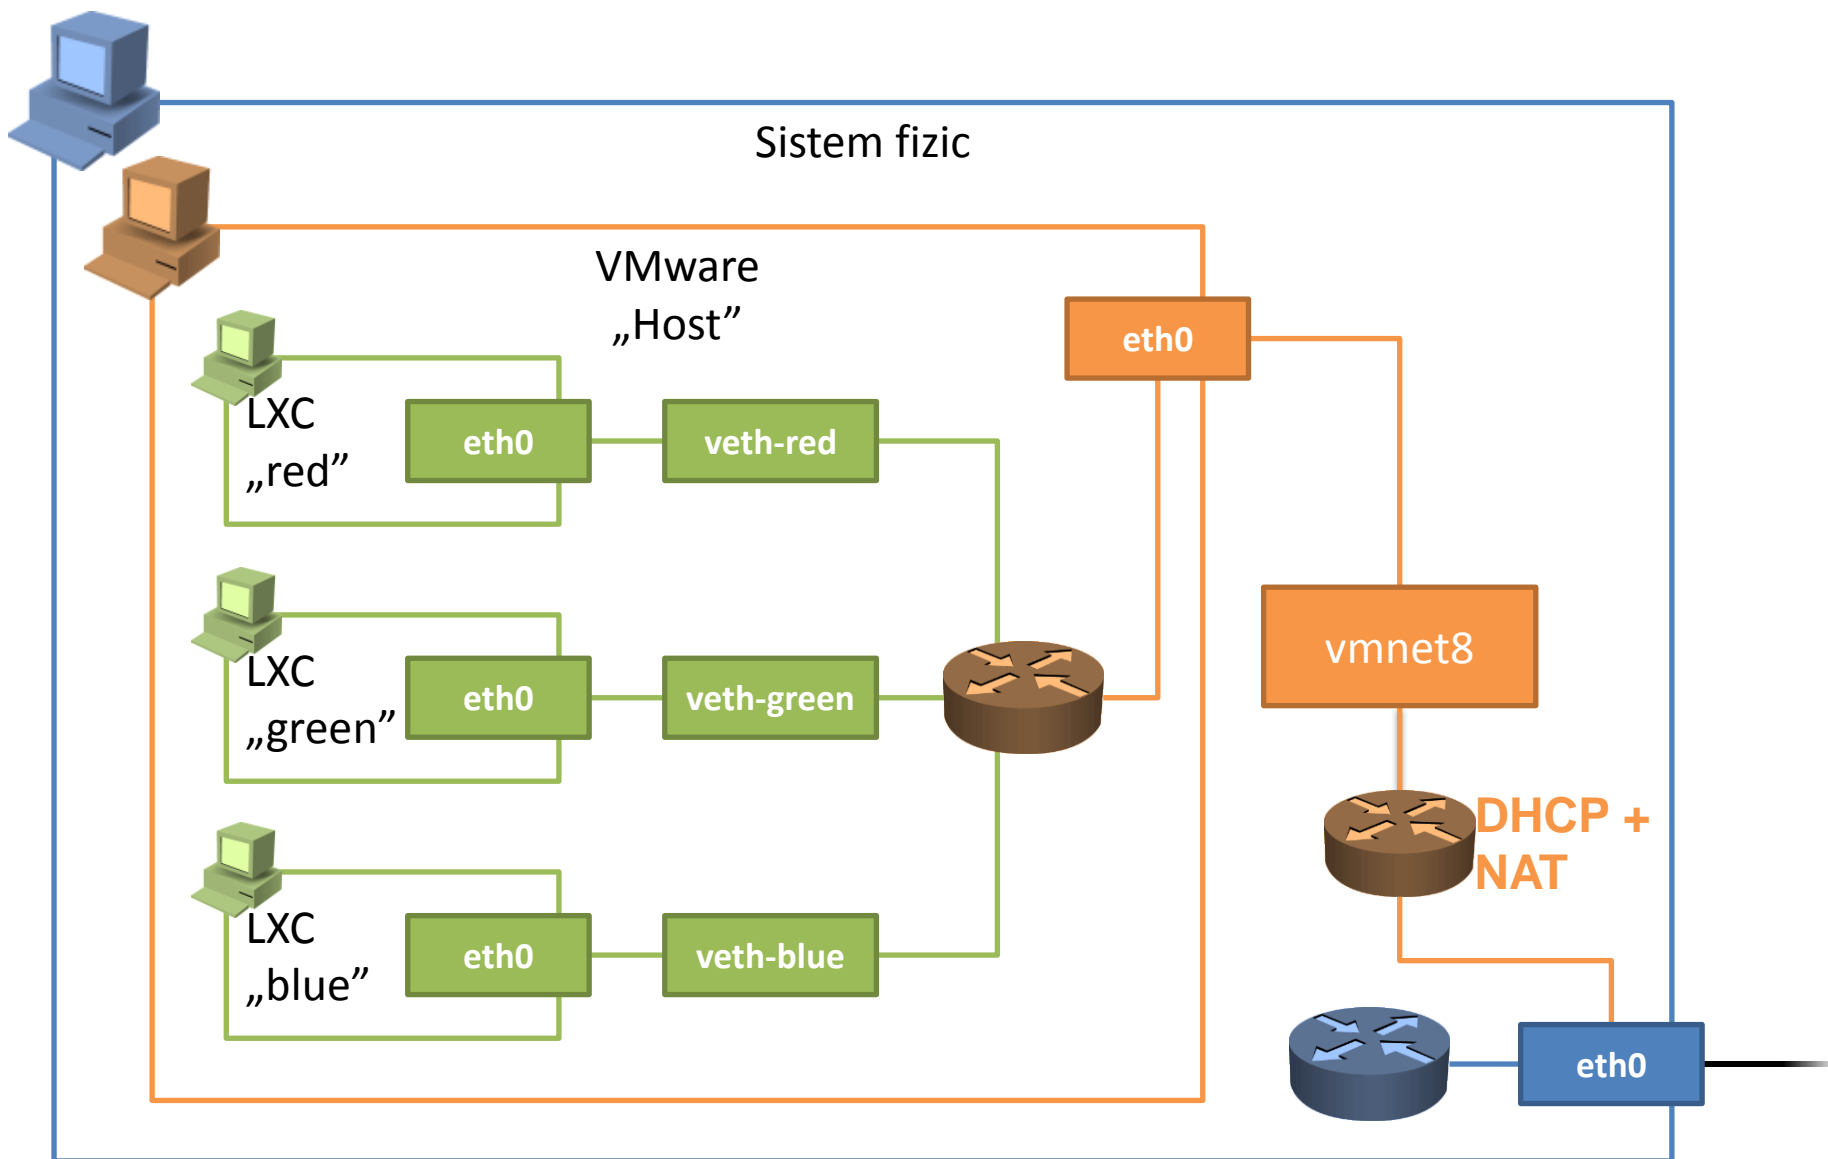 Sistem fizic
VMware
„Host”
eth0
LXC
„red”
eth0
veth-red
vmnet8
LXC
„green”
eth0
veth-green
DHCP +
NAT
LXC
„blue”
eth0
veth-blue
eth0